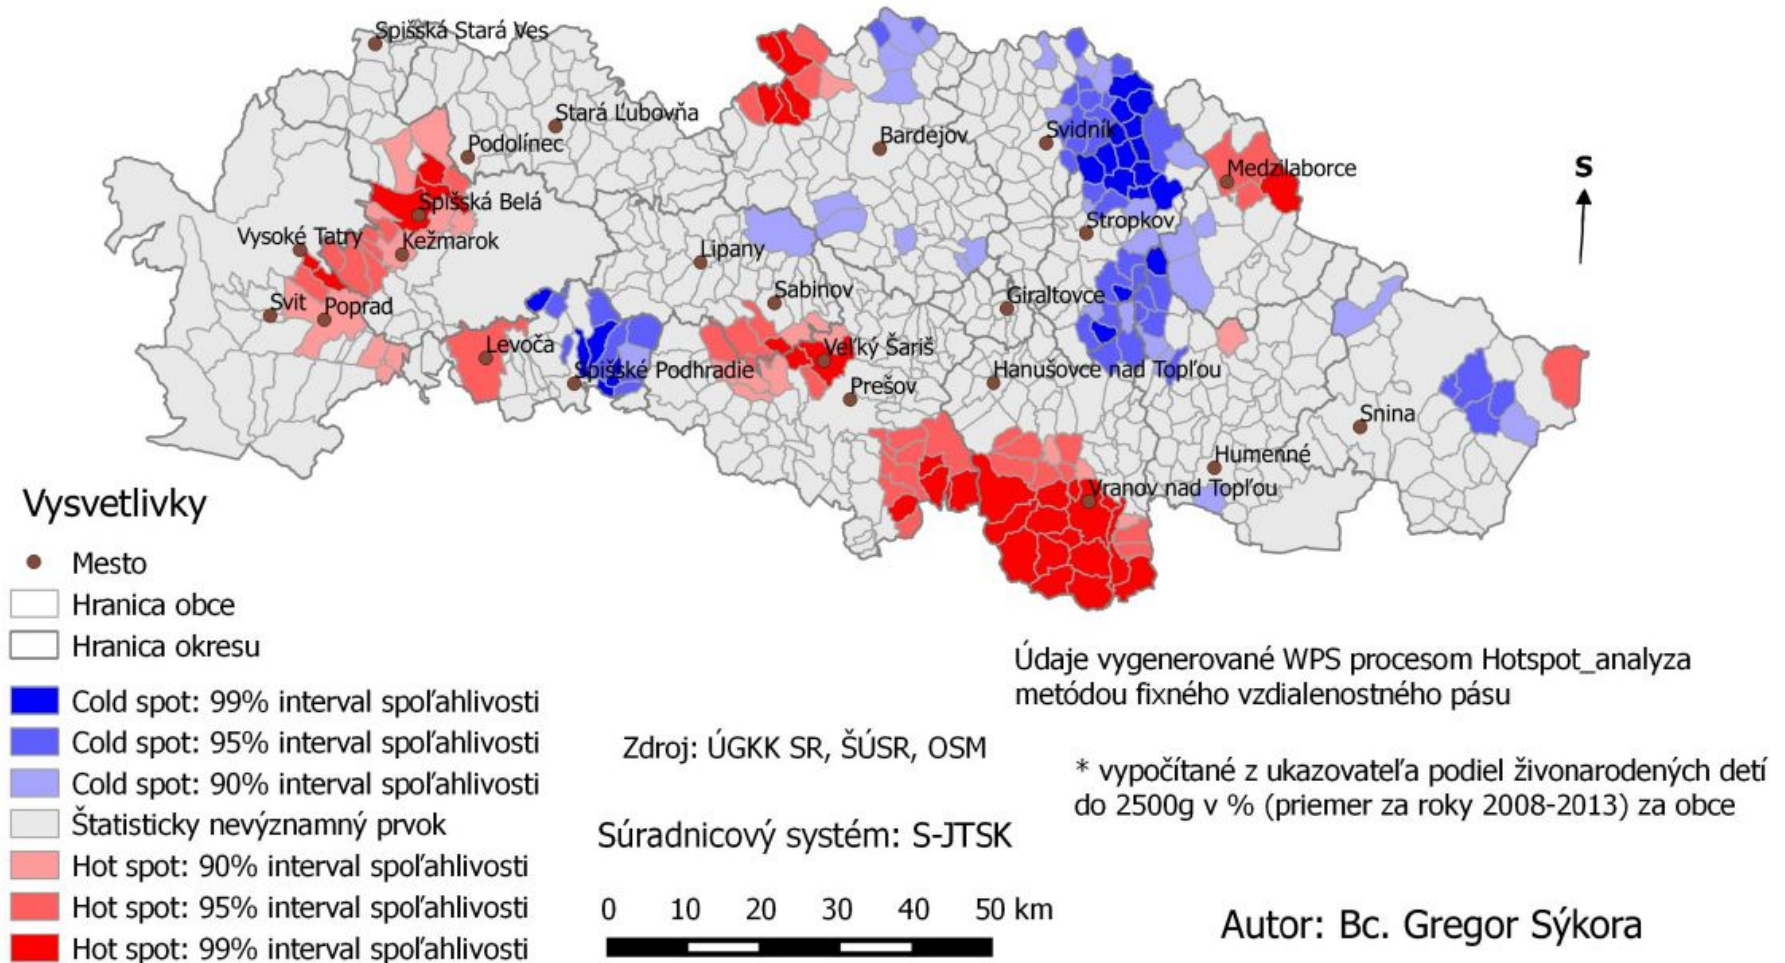 Spišská Stará Ves
Stará Ľubovňa
Podolínec
Bardejov
Svidník
Medzilaborce
Spišská Belá
Stropkov
Vysoké Tatry
Kežmarok
Lipany
Svit
Poprad
Sabinov
Giraltovce
Levoča
Veľký Šariš
Spišské Podhradie
Prešov
Hanušovce nad Topľou
Snina
Humenné
Vranov nad Topľou
S
Vysvetlivky
Mesto
Hranica obce
Hranica okresu
Cold spot: 99% interval spoľahlivosti
Cold spot: 95% interval spoľahlivosti
Cold spot: 90% interval spoľahlivosti
Štatisticky nevýznamný prvok
Hot spot: 90% interval spoľahlivosti
Hot spot: 95% interval spoľahlivosti
Hot spot: 99% interval spoľahlivosti
Zdroj: ÚGKK SR, ŠÚSR, OSM
Súradnicový systém: S-JTSK
0 10 20 30 40 50 km
Údaje vygenerované WPS procesom Hotspot_analyza
metódou fixného vzdialenostného pásu
* vypočítané z ukazovateľa podiel živonarodených detí
do 2500g v % (priemer za roky 2008-2013) za obce
Autor: Bc. Gregor Sýkora